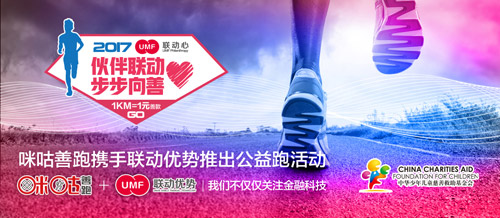 2017 UMF 联动心
UMF Philanthropy
伙伴联动
步步向善
1KM=1元善款
GO
咪咕善跑携手联动优势推出公益跑活动
咪咕善跑 + UMF 联动优势 | 我们不仅仅关注金融科技
CHINA CHARITIES AID
FOUNDATION FOR CHILDREN
中华少年儿童慈善救助基金会